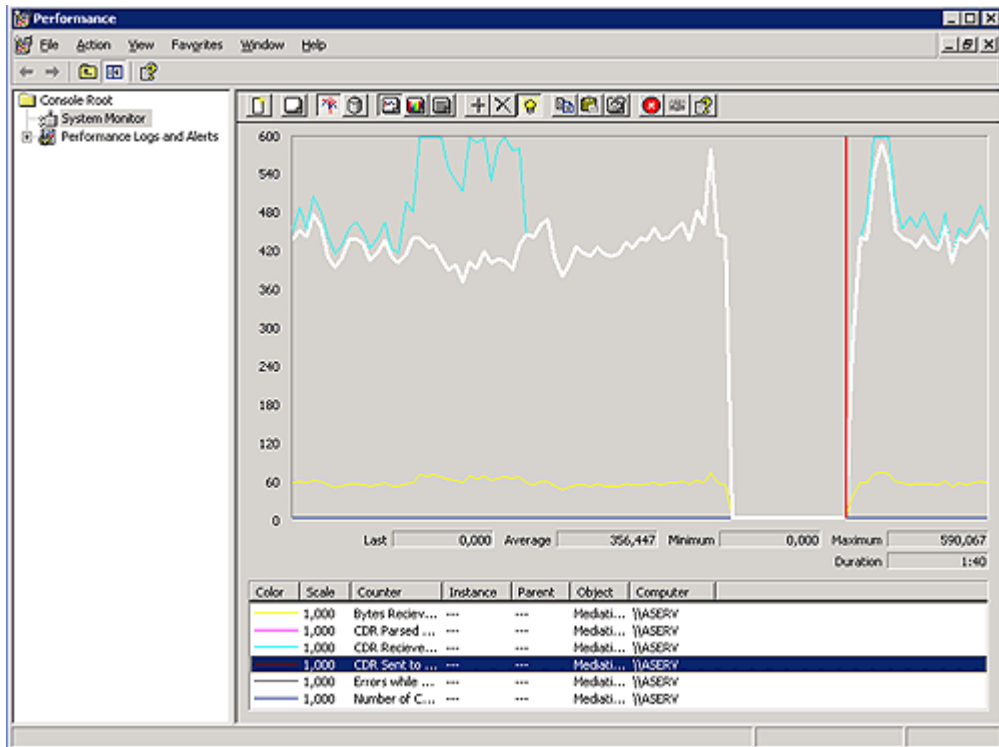 Performance
File Action View Favorites Window Help
Console Root
System Monitor
Performance Logs and Alerts
600
540
480
420
360
300
240
180
120
60
0
Last 0,000 Average 356,447 Minimum 0,000 Maximum 590,067
Duration 1:40
Color Scale Counter Instance Parent Object Computer
1,000 Bytes Reciev... --- --- Mediati... \\ASERV
1,000 CDR Parsed ... --- --- Mediati... \\ASERV
1,000 CDR Recieve... --- --- Mediati... \\ASERV
1,000 CDR Sent to ... --- --- Mediati... \\ASERV
1,000 Errors while ... --- --- Mediati... \\ASERV
1,000 Number of C... --- --- Mediati... \\ASERV